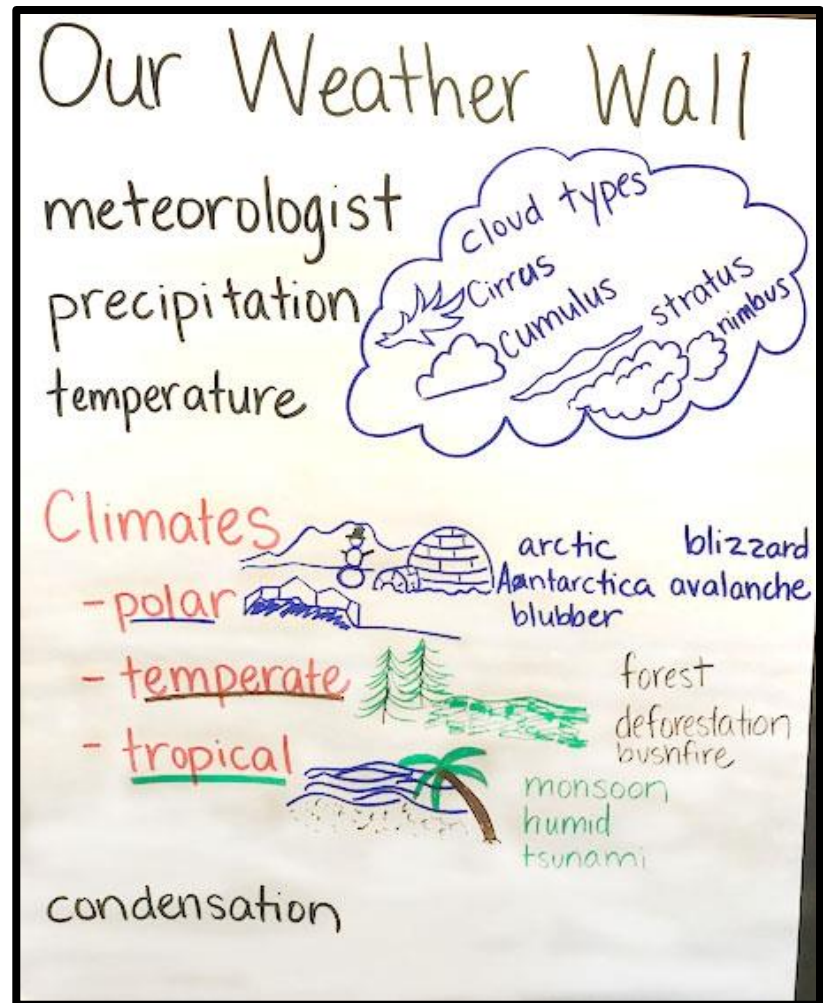 Our Weather Wall
meteorologist
precipitation
temperature
cloud types
Cirrus
Cumulus
stratus
nimbus
Climates
- polar
arctic blizzard
Aantarctica avalanche
blubber
- temperate
forest
deforestation
bushfire
- tropical
monsoon
humid
tsunami
condensation